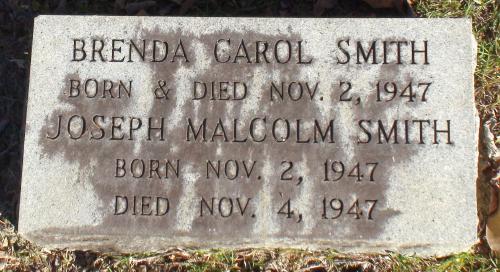 BRENDA CAROL SMITH
BORN & DIED NOV. 2, 1947
JOSEPH MALCOLM SMITH
BORN NOV. 2, 1947
DIED NOV. 4, 1947